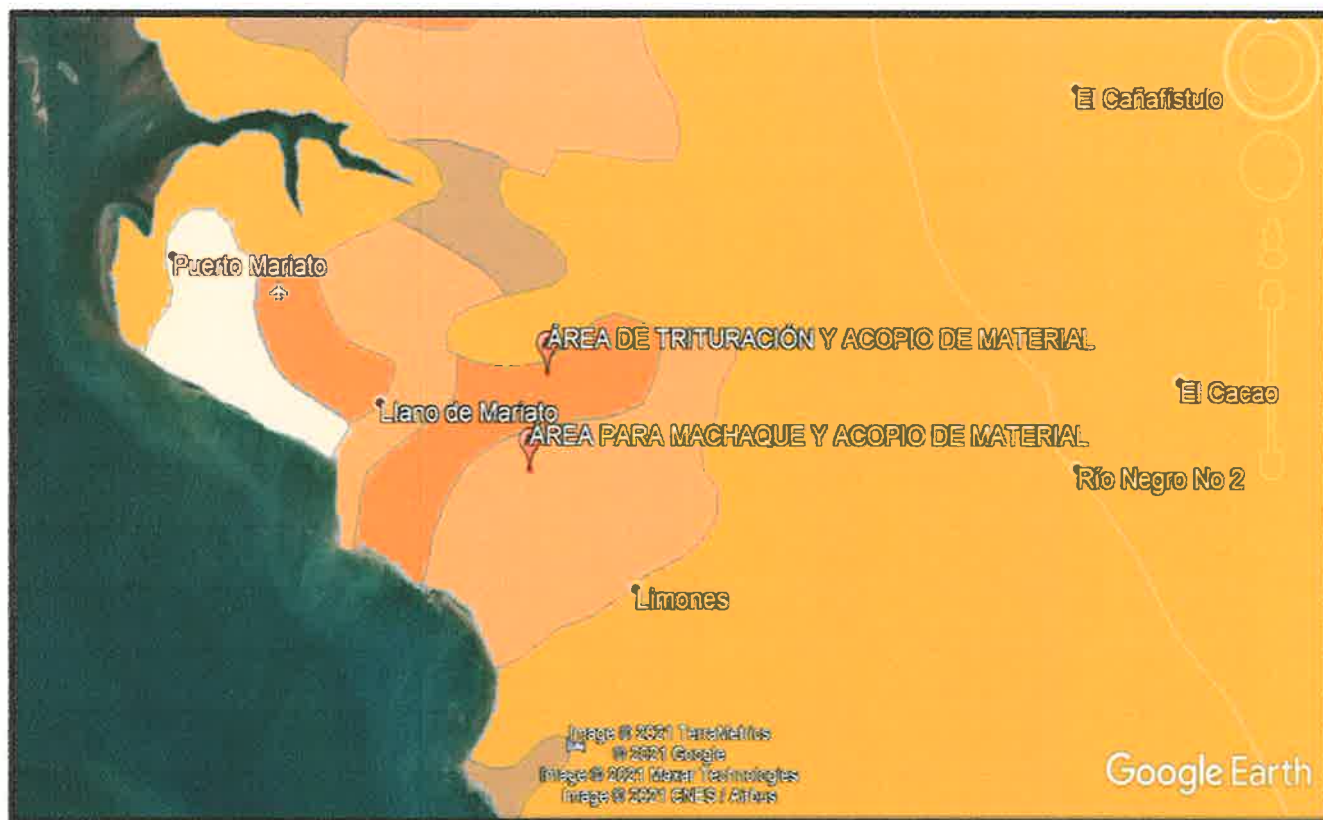 El Cañafístulo
Puerto Mariato
ÁREA DE TRITURACIÓN Y ACOPIO DE MATERIAL
El Cacao
Llano de Mariato
ÁREA PARA MACHAQUE Y ACOPIO DE MATERIAL
Río Negro No 2
Limones
Image © 2021 TerraMetrics
© 2021 Google
Image © 2021 Maxar Technologies
Image © 2021 CNES / Airbus
Google Earth